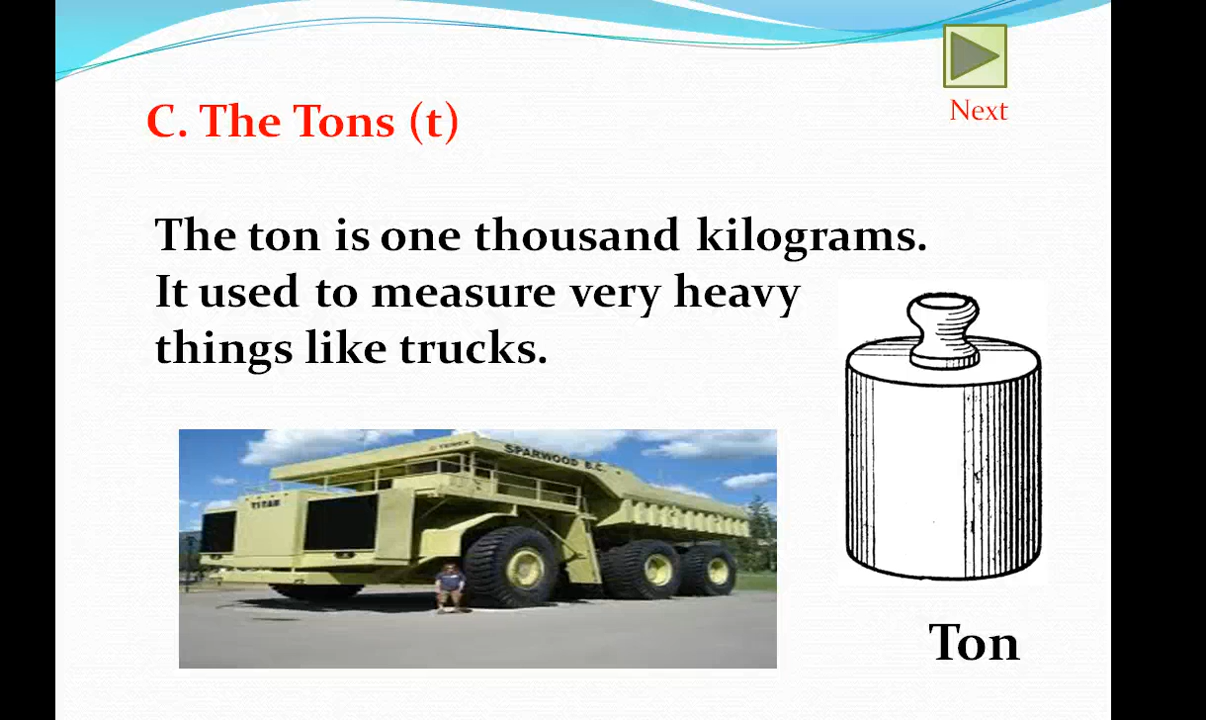 Next
C. The Tons (t)
The ton is one thousand kilograms.
It used to measure very heavy
things like trucks.
TEREX
SPARWOOD B.C.
TITAN
Ton